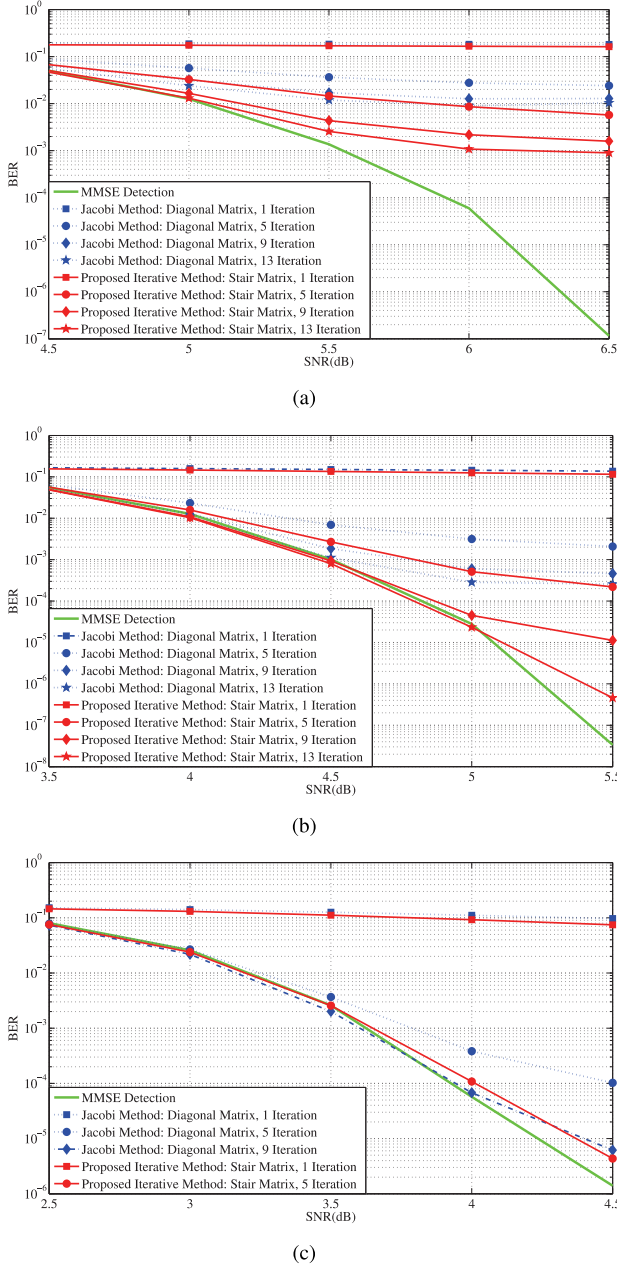 10^0
10^-1
10^-2
10^-3
10^-4
10^-5
10^-6
10^-7
BER
MMSE Detection
Jacobi Method: Diagonal Matrix, 1 Iteration
Jacobi Method: Diagonal Matrix, 5 Iteration
Jacobi Method: Diagonal Matrix, 9 Iteration
Jacobi Method: Diagonal Matrix, 13 Iteration
Proposed Iterative Method: Stair Matrix, 1 Iteration
Proposed Iterative Method: Stair Matrix, 5 Iteration
Proposed Iterative Method: Stair Matrix, 9 Iteration
Proposed Iterative Method: Stair Matrix, 13 Iteration
4.5 5 5.5 6 6.5
SNR(dB)
(a)
10^0
10^-1
10^-2
10^-3
10^-4
10^-5
10^-6
10^-7
10^-8
BER
MMSE Detection
Jacobi Method: Diagonal Matrix, 1 Iteration
Jacobi Method: Diagonal Matrix, 5 Iteration
Jacobi Method: Diagonal Matrix, 9 Iteration
Jacobi Method: Diagonal Matrix, 13 Iteration
Proposed Iterative Method: Stair Matrix, 1 Iteration
Proposed Iterative Method: Stair Matrix, 5 Iteration
Proposed Iterative Method: Stair Matrix, 9 Iteration
Proposed Iterative Method: Stair Matrix, 13 Iteration
3.5 4 4.5 5 5.5
SNR(dB)
(b)
10^0
10^-1
10^-2
10^-3
10^-4
10^-5
10^-6
BER
MMSE Detection
Jacobi Method: Diagonal Matrix, 1 Iteration
Jacobi Method: Diagonal Matrix, 5 Iteration
Jacobi Method: Diagonal Matrix, 9 Iteration
Proposed Iterative Method: Stair Matrix, 1 Iteration
Proposed Iterative Method: Stair Matrix, 5 Iteration
2.5 3 3.5 4 4.5
SNR(dB)
(c)